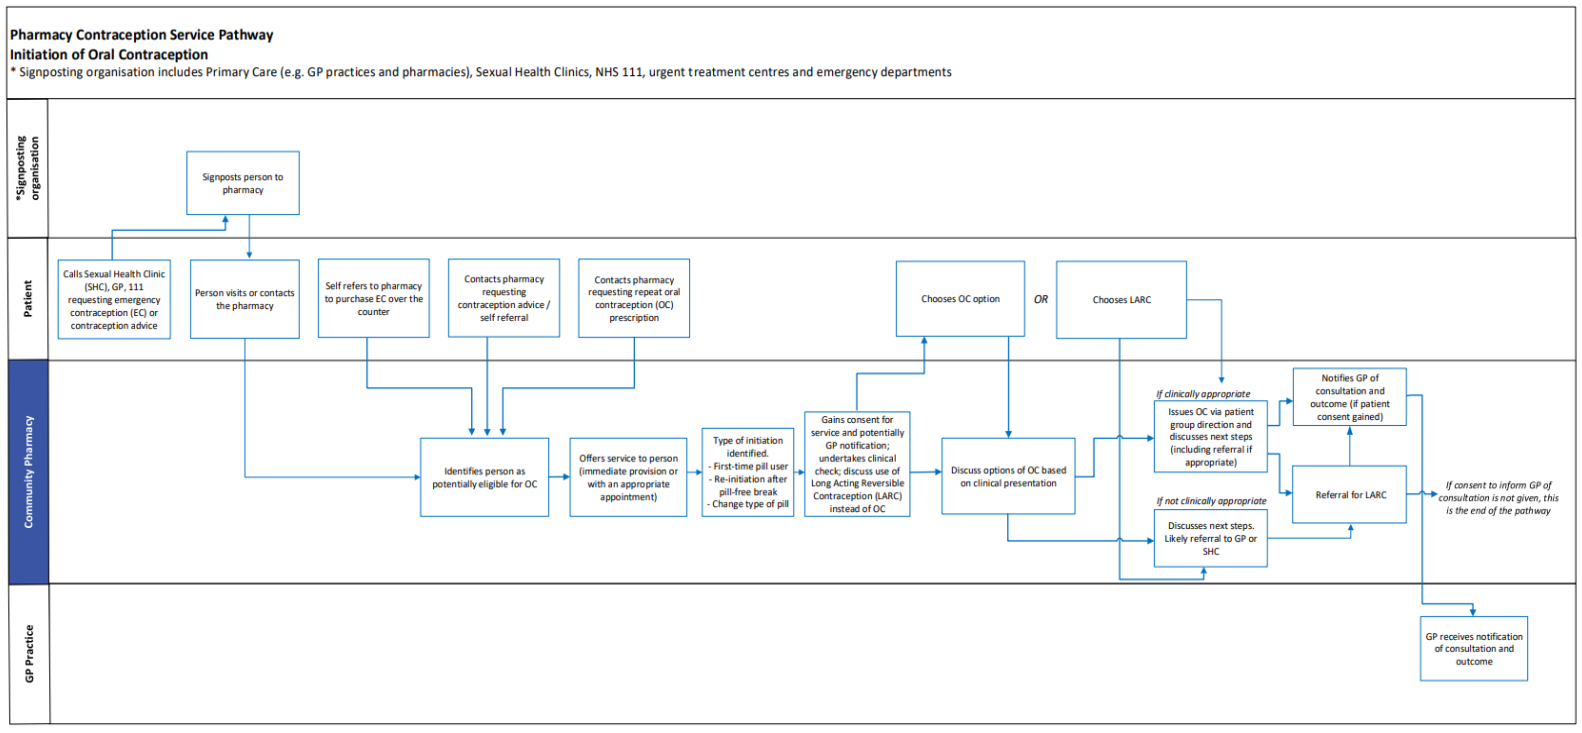 Pharmacy Contraception Service Pathway
Initiation of Oral Contraception
* Signposting organisation includes Primary Care (e.g. GP practices and pharmacies), Sexual Health Clinics, NHS 111, urgent treatment centres and emergency departments
*Signposting
organisation
Signposts person to
pharmacy
Patient
Calls Sexual Health Clinic
(SHC), GP, 111
requesting emergency
contraception (EC) or
contraception advice
Person visits or contacts
the pharmacy
Self refers to pharmacy
to purchase EC over the
counter
Contacts pharmacy
requesting
contraception advice /
self referral
Contacts pharmacy
requesting repeat oral
contraception (OC)
prescription
Chooses OC option
OR
Chooses LARC
Community Pharmacy
Identifies person as
potentially eligible for OC
Offers service to person
(immediate provision or
with an appropriate
appointment)
Type of initiation
identified.
- First-time pill user
- Re-initiation after
pill-free break
- Change type of pill
Gains consent for
service and potentially
GP notification;
undertakes clinical
check; discuss use of
Long Acting Reversible
Contraception (LARC)
instead of OC
Discuss options of OC based
on clinical presentation
If clinically appropriate
Issues OC via patient
group direction and
discusses next steps
(including referral if
appropriate)
If not clinically appropriate
Discusses next steps.
Likely referral to GP or
SHC
Notifies GP of
consultation and
outcome (if patient
consent gained)
Referral for LARC
If consent to inform GP of
consultation is not given, this
is the end of the pathway
GP Practice
GP receives notification
of consultation and
outcome